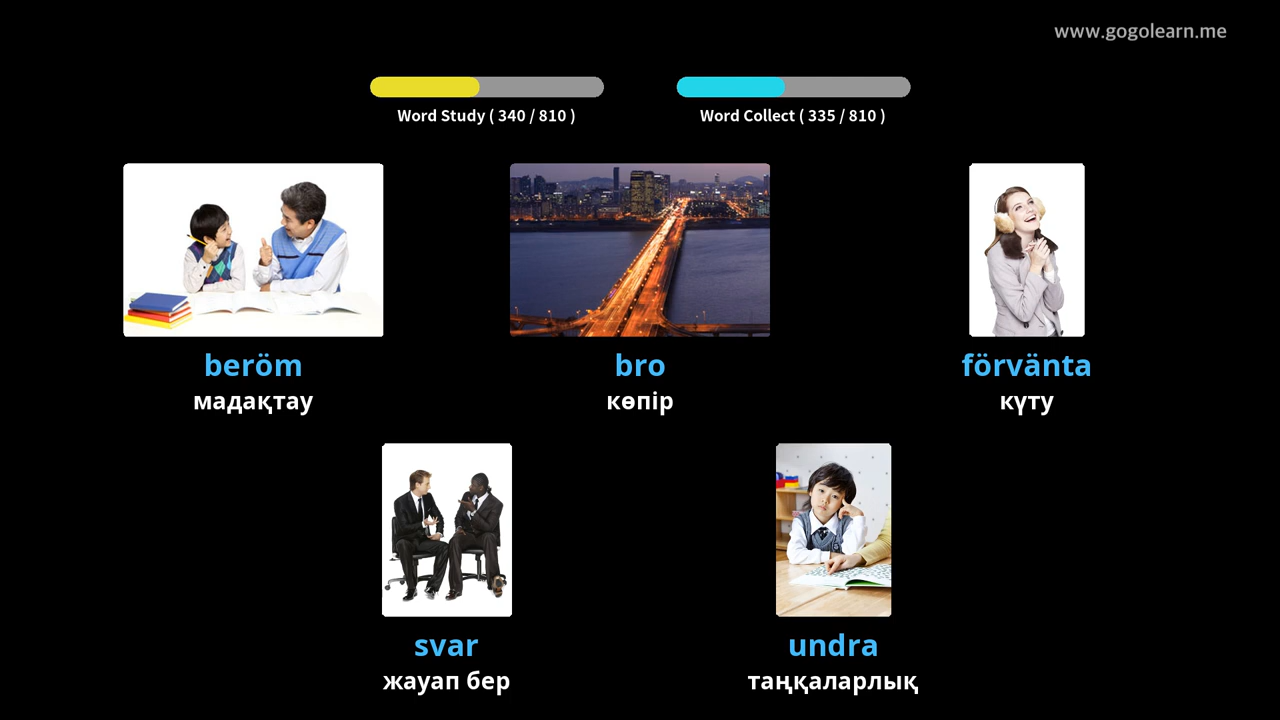 www.gogolearn.me
Word Study ( 340 / 810 )
Word Collect ( 335 / 810 )
beröm
мадақтау
bro
көпір
förvänta
күту
svar
жауап бер
undra
таңқаларлық